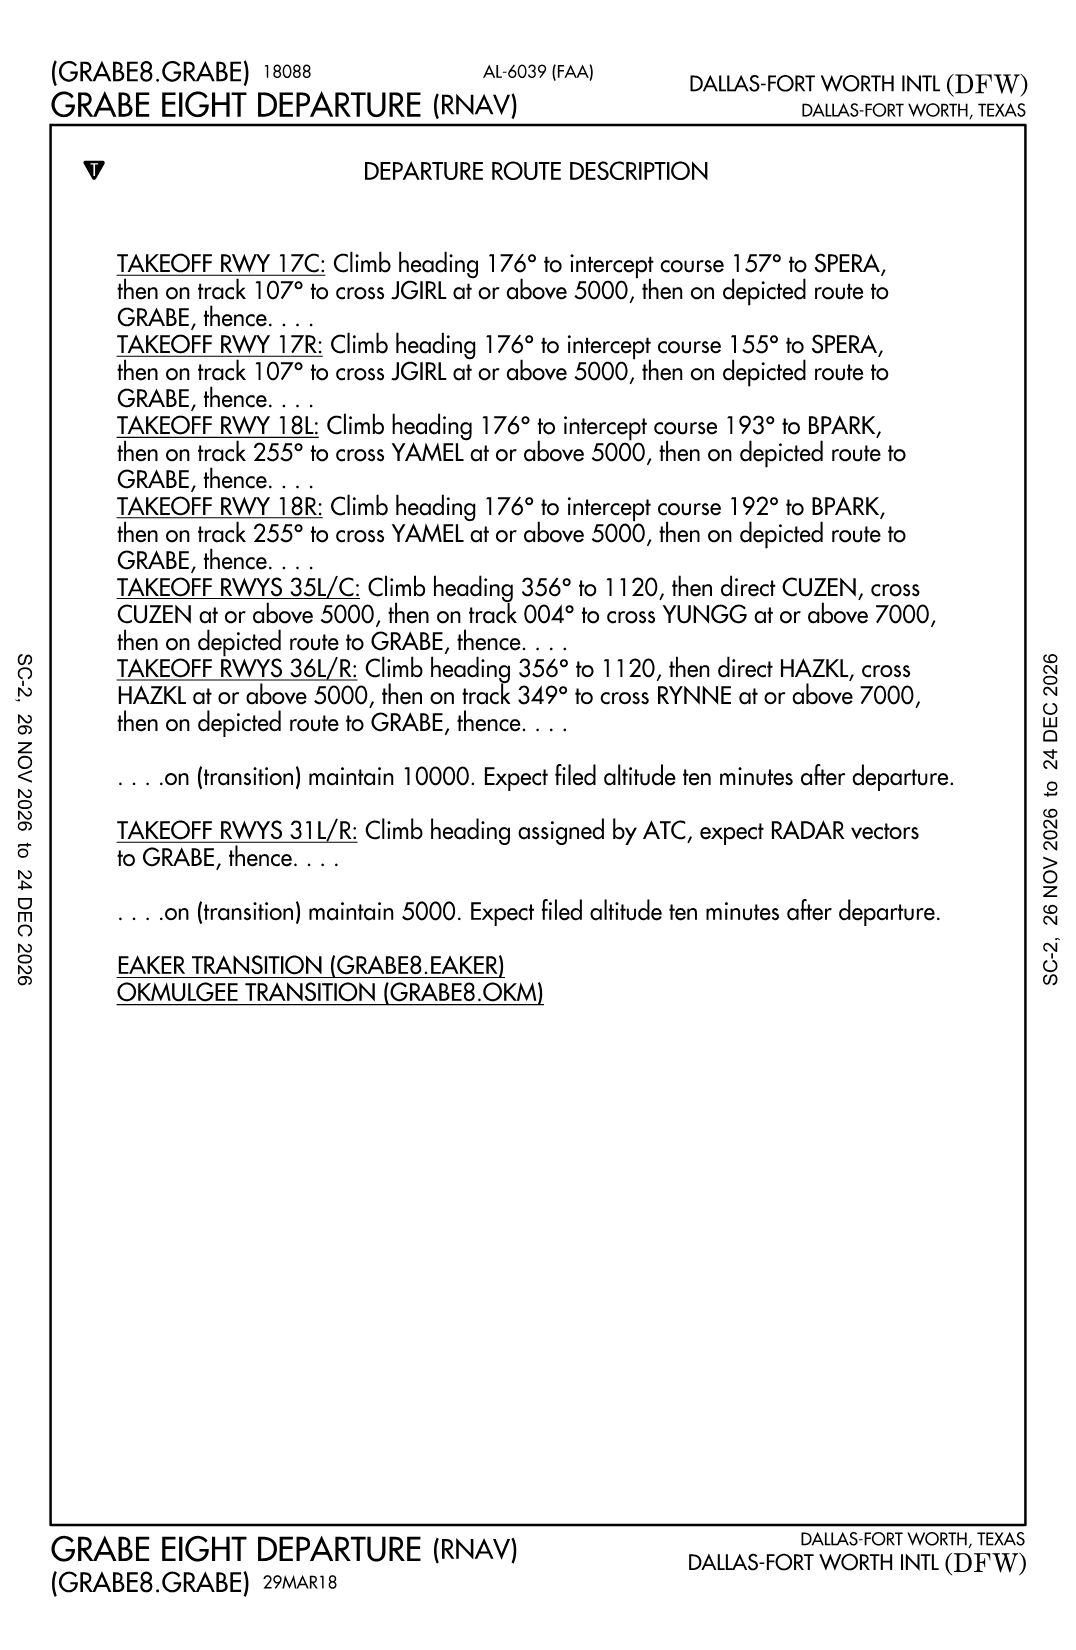 (GRABE8.GRABE) 18088
AL-6039 (FAA)
DALLAS-FORT WORTH INTL (DFW)
GRABE EIGHT DEPARTURE (RNAV)
DALLAS-FORT WORTH, TEXAS
T
DEPARTURE ROUTE DESCRIPTION
TAKEOFF RWY 17C: Climb heading 176° to intercept course 157° to SPERA,
then on track 107° to cross JGIRL at or above 5000, then on depicted route to
GRABE, thence. . . .
TAKEOFF RWY 17R: Climb heading 176° to intercept course 155° to SPERA,
then on track 107° to cross JGIRL at or above 5000, then on depicted route to
GRABE, thence. . . .
TAKEOFF RWY 18L: Climb heading 176° to intercept course 193° to BPARK,
then on track 255° to cross YAMEL at or above 5000, then on depicted route to
GRABE, thence. . . .
TAKEOFF RWY 18R: Climb heading 176° to intercept course 192° to BPARK,
then on track 255° to cross YAMEL at or above 5000, then on depicted route to
GRABE, thence. . . .
TAKEOFF RWYS 35L/C: Climb heading 356° to 1120, then direct CUZEN, cross
CUZEN at or above 5000, then on track 004° to cross YUNGG at or above 7000,
then on depicted route to GRABE, thence. . . .
TAKEOFF RWYS 36L/R: Climb heading 356° to 1120, then direct HAZKL, cross
HAZKL at or above 5000, then on track 349° to cross RYNNE at or above 7000,
then on depicted route to GRABE, thence. . . .
. . . .on (transition) maintain 10000. Expect filed altitude ten minutes after departure.
TAKEOFF RWYS 31L/R: Climb heading assigned by ATC, expect RADAR vectors
to GRABE, thence. . . .
. . . .on (transition) maintain 5000. Expect filed altitude ten minutes after departure.
EAKER TRANSITION (GRABE8.EAKER)
OKMULGEE TRANSITION (GRABE8.OKM)
SC-2, 26 NOV 2026 to 24 DEC 2026
SC-2, 26 NOV 2026 to 24 DEC 2026
GRABE EIGHT DEPARTURE (RNAV)
DALLAS-FORT WORTH, TEXAS
DALLAS-FORT WORTH INTL (DFW)
(GRABE8.GRABE) 29MAR18